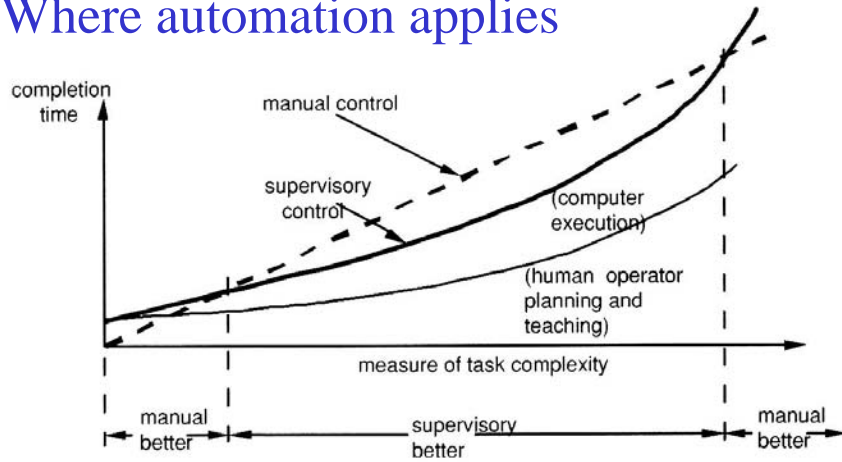 Where automation applies
completion
time
manual control
supervisory
control
(computer
execution)
(human operator
planning and
teaching)
measure of task complexity
manual
better
supervisory
better
manual
better